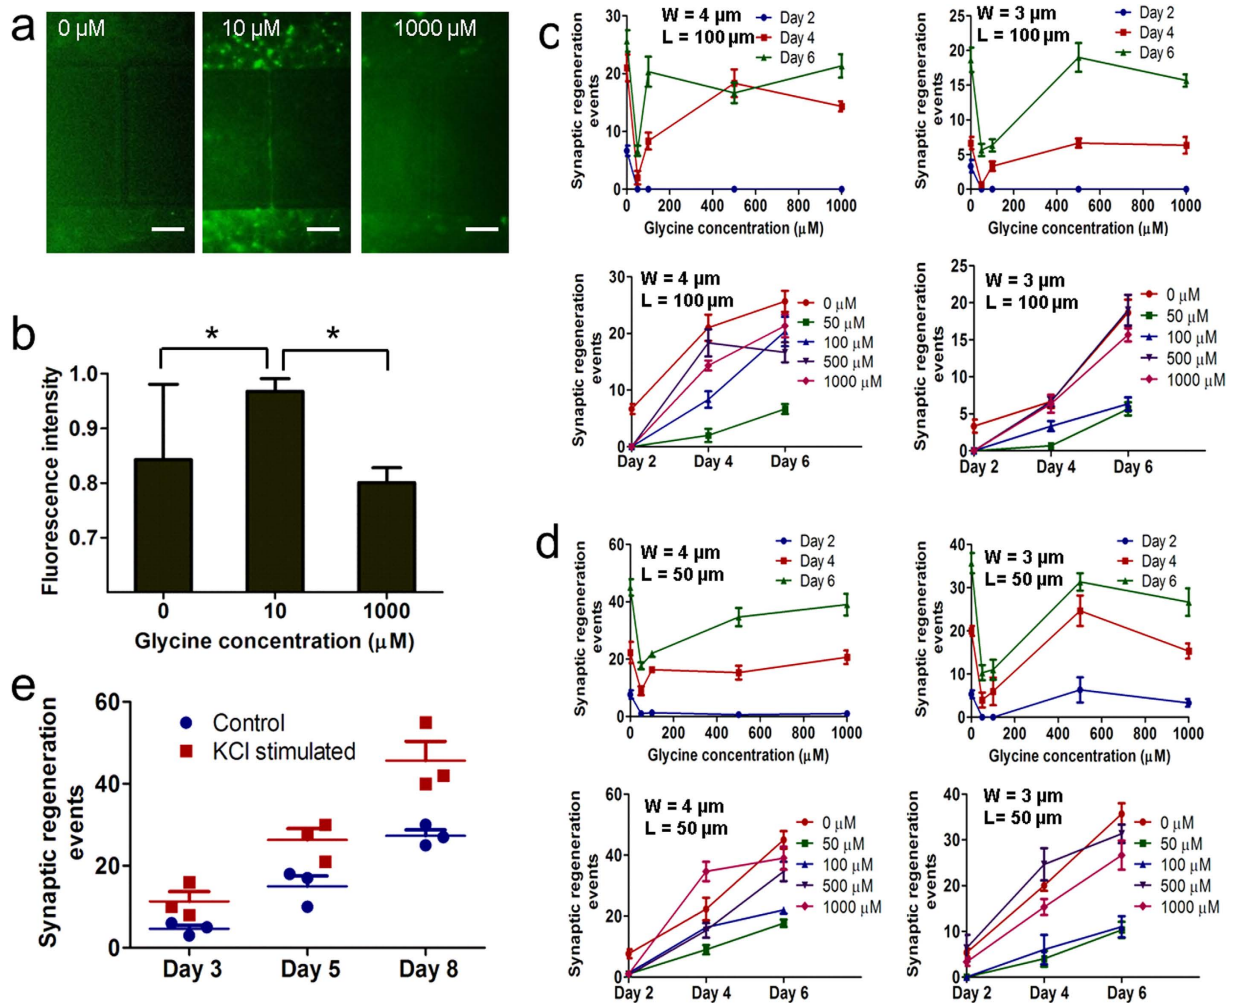 a
0 µM
10 µM
1000 µM
b
* *
Fluorescence intensity
1.0
0.9
0.8
0.7
0 10 1000
Glycine concentration (µM)
c
W = 4 µm
L = 100 µm
Day 2
Day 4
Day 6
Synaptic regeneration
events
30
20
10
0
0 200 400 600 800 1000
Glycine concentration (µM)
W = 3 µm
L = 100 µm
Day 2
Day 4
Day 6
Synaptic regeneration
events
25
20
15
10
5
0
0 200 400 600 800 1000
Glycine concentration (µM)
W = 4 µm
L = 100 µm
0 µM
50 µM
100 µM
500 µM
1000 µM
Synaptic regeneration
events
30
20
10
0
Day 2 Day 4 Day 6
W = 3 µm
L = 100 µm
0 µM
50 µM
100 µM
500 µM
1000 µM
Synaptic regeneration
events
25
20
15
10
5
0
Day 2 Day 4 Day 6
d
W = 4 µm
L = 50 µm
Day 2
Day 4
Day 6
Synaptic regeneration
events
60
40
20
0
0 200 400 600 800 1000
Glycine concentration (µM)
W = 3 µm
L= 50 µm
Day 2
Day 4
Day 6
Synaptic regeneration
events
40
30
20
10
0
0 200 400 600 800 1000
Glycine concentration (µM)
W = 4 µm
L = 50 µm
0 µM
50 µM
100 µM
500 µM
1000 µM
Synaptic regeneration
events
60
40
20
0
Day 2 Day 4 Day 6
W = 3 µm
L= 50 µm
0 µM
50 µM
100 µM
500 µM
1000 µM
Synaptic regeneration
events
40
30
20
10
0
Day 2 Day 4 Day 6
e
Control
KCl stimulated
Synaptic regeneration
events
60
40
20
0
Day 3 Day 5 Day 8